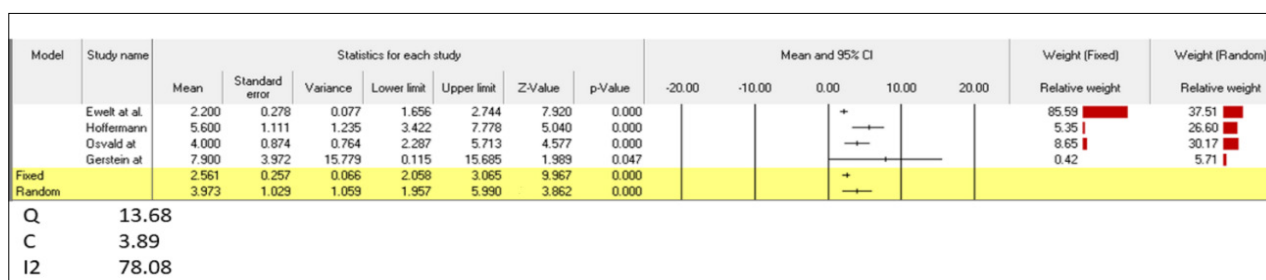 Model Study name Statistics for each study Mean and 95% CI Weight (Fixed) Weight (Random)
Mean Standard error Variance Lower limit Upper limit Z-Value p-Value -20.00 -10.00 0.00 10.00 20.00 Relative weight Relative weight
Ewelt at al. 2.200 0.278 0.077 1.656 2.744 7.920 0.000 85.59 37.51
Hoffermann 5.600 1.111 1.235 3.422 7.778 5.040 0.000 5.35 26.60
Osvald at 4.000 0.874 0.764 2.287 5.713 4.577 0.000 8.65 30.17
Gerstein at 7.900 3.972 15.779 0.115 15.685 1.989 0.047 0.42 5.71
Fixed 2.561 0.257 0.066 2.058 3.065 9.967 0.000
Random 3.973 1.029 1.059 1.957 5.990 3.862 0.000
Q 13.68
C 3.89
I2 78.08